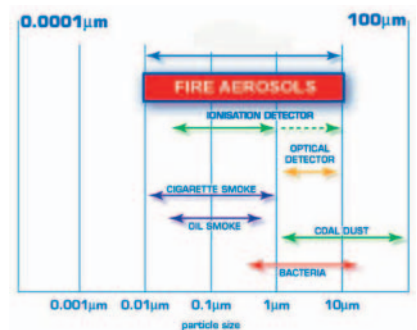 0.0001µm 100µm
FIRE AEROSOLS
IONISATION DETECTOR
OPTICAL
DETECTOR
CIGARETTE SMOKE
OIL SMOKE
COAL DUST
BACTERIA
0.001µm 0.01µm 0.1µm 1µm 10µm
particle size